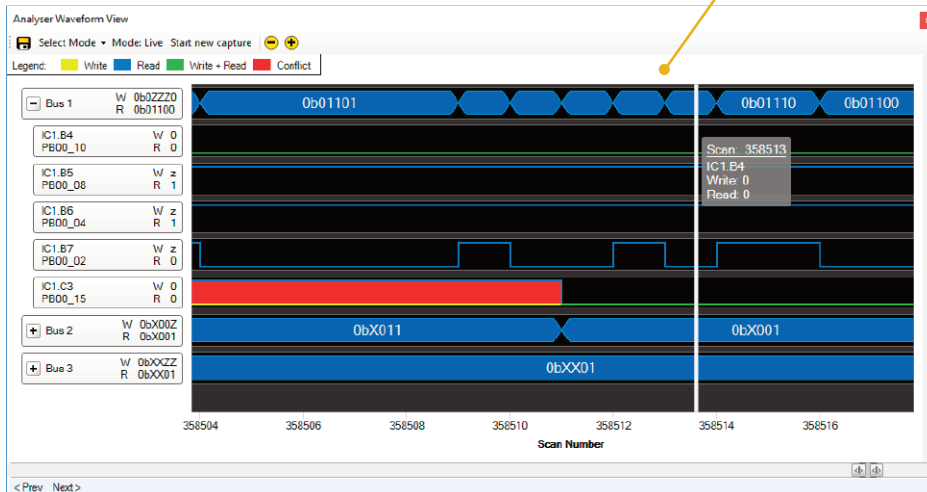 Analyser Waveform View
Select Mode Mode: Live Start new capture
Legend: Write Read Write + Read Conflict
Bus 1 W 0b0ZZZ0 0b01101 0b01110 0b01100
R 0b01100
IC1.B4 W 0
PB00_10 R 0
Scan: 358513
IC1.B4
Write: 0
Read: 0
IC1.B5 W z
PB00_08 R 1
IC1.B6 W z
PB00_04 R 1
IC1.B7 W z
PB00_02 R 0
IC1.C3 W 0
PB00_15 R 0
Bus 2 W 0bX00Z 0bX011 0bX001
R 0bX001
Bus 3 W 0bXXZZ 0bXX01
R 0bXX01
358504 358506 358508 358510 358512 358514 358516
Scan Number
< Prev Next >